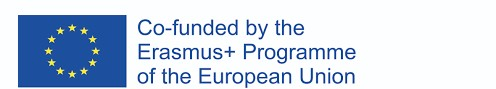 Co-funded by the
Erasmus+ Programme
of the European Union